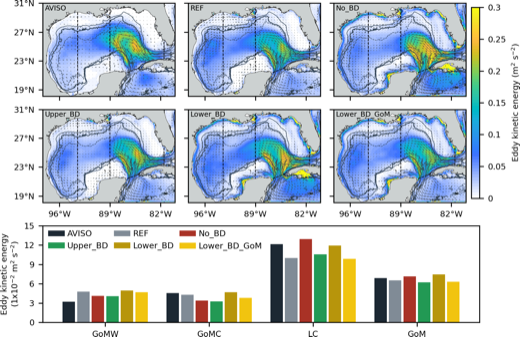 AVISO
REF
No_BD
31°N
27°N
23°N
19°N
Upper_BD
Lower_BD
Lower_BD_GoM
31°N
27°N
23°N
19°N
96°W 89°W 82°W
96°W 89°W 82°W
96°W 89°W 82°W
0.3
0.25
0.2
0.15
0.1
0.05
0
Eddy kinetic energy (m² s⁻²)
Eddy kinetic energy
(1x10⁻² m² s⁻²)
15
12
9
6
3
0
AVISO REF No_BD
Upper_BD Lower_BD Lower_BD_GoM
GoMW GoMC LC GoM